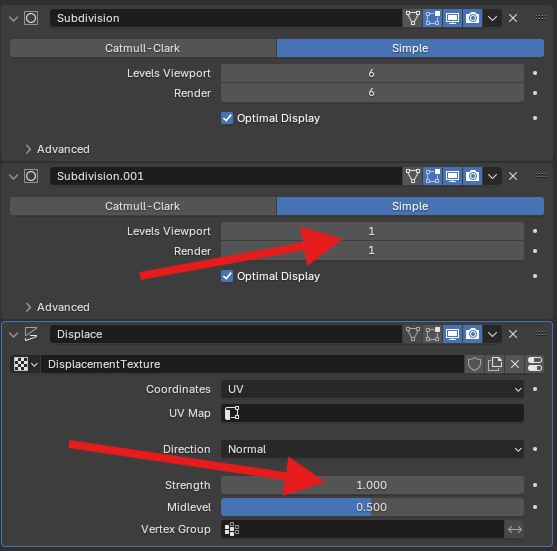 Subdivision
Catmull-Clark Simple
Levels Viewport 6
Render 6
Optimal Display
Advanced
Subdivision.001
Catmull-Clark Simple
Levels Viewport 1
Render 1
Optimal Display
Advanced
Displace
DisplacementTexture
Coordinates UV
UV Map
Direction Normal
Strength 1.000
Midlevel 0.500
Vertex Group